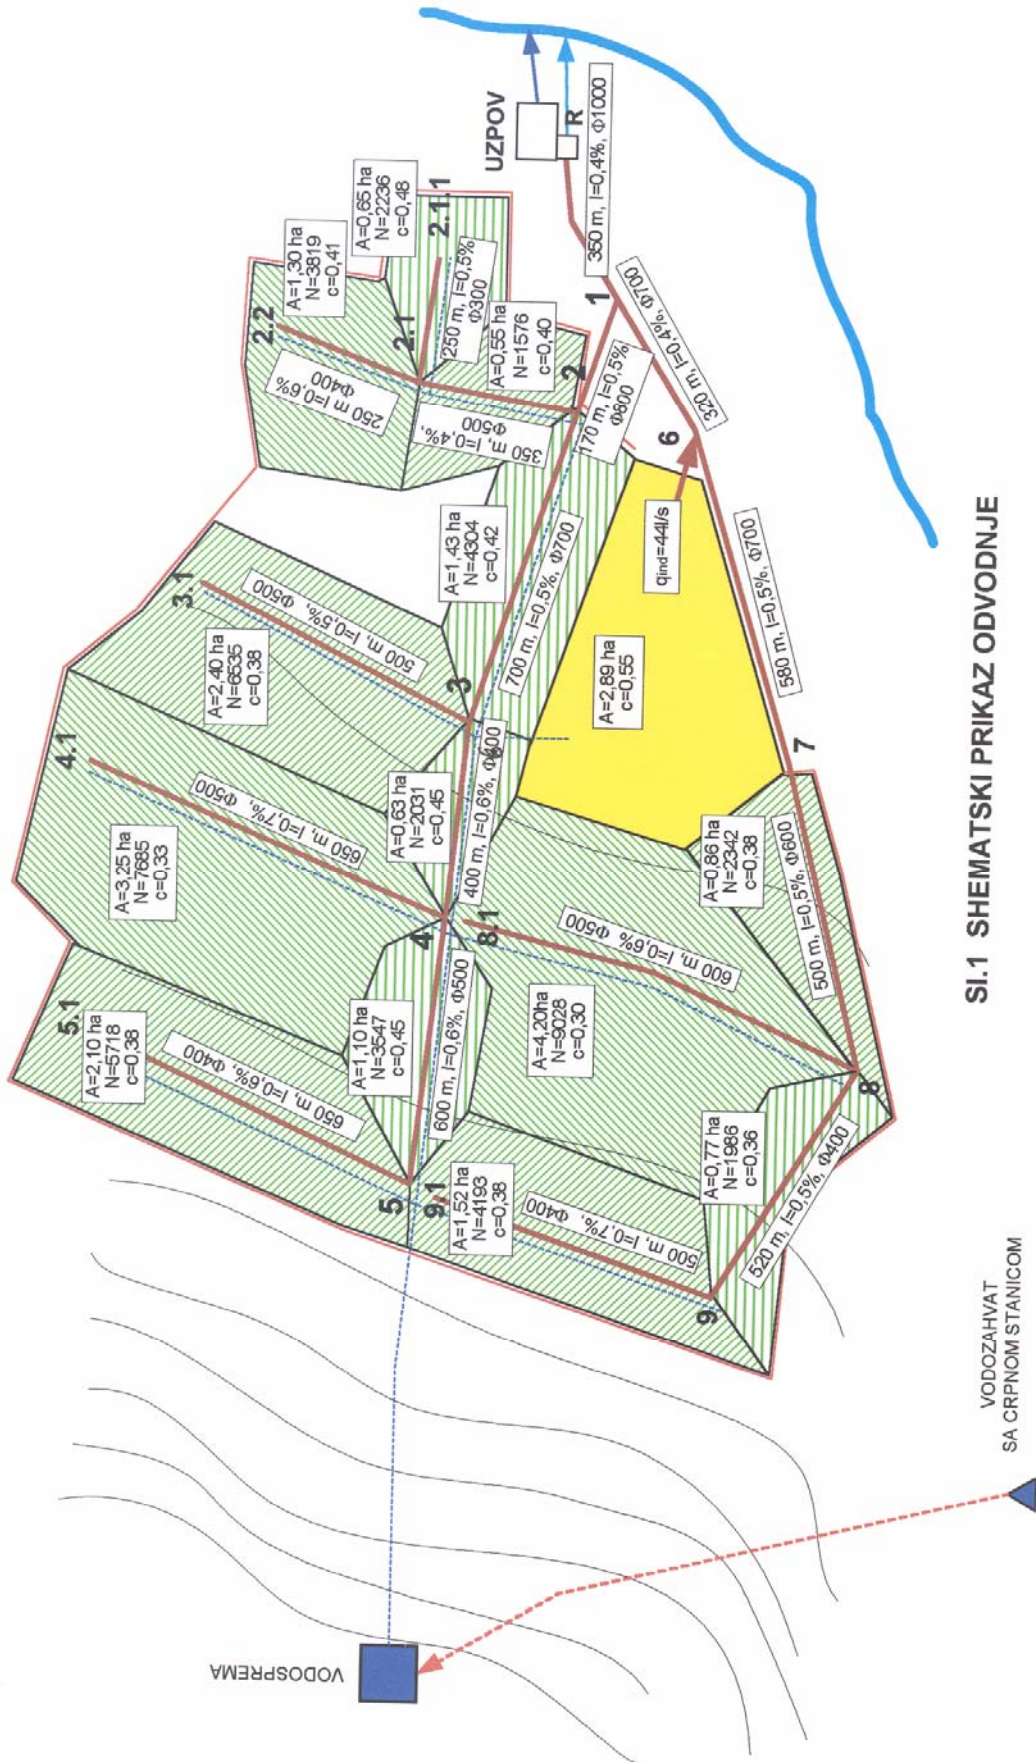 UZPOV
R
350 m, I=0,4%, Φ1000
A=0,65 ha
N=2236
c=0,48
2.1.1
A=1,30 ha
N=3819
c=0,41
2.2
2.1
250 m, I=0,5%
Φ300
250 m I=0,6%
Φ400
A=0,55 ha
N=1576
c=0,40
350 m, I=0,4%,
Φ500
1
2
170 m, I=0,5%
320 m, I=0,4%, Φ700
6
qind=44l/s
A=1,43 ha
N=4304
c=0,42
700 m, I=0,5%, Φ700
3.1
500 m, I=0,5%,
Φ500
A=2,40 ha
N=6535
c=0,38
3
A=2,89 ha
c=0,55
580 m, I=0,5%, Φ700
7
4.1
650 m, I=0,7%,
Φ500
A=3,25 ha
N=7685
c=0,33
A=0,63 ha
N=2031
c=0,45
400 m, I=0,6%,
4
8.1
A=0,86 ha
N=2342
c=0,38
500 m, I=0,5%, Φ600
600 m, I=0,6%
Φ500
A=4,20ha
N=9028
c=0,30
8
5.1
A=2,10 ha
N=5718
c=0,38
650 m, I=0,6%,
Φ400
A=1,10 ha
N=3547
c=0,45
600 m, I=0,6%, Φ500
5
9.1
A=1,52 ha
N=4193
c=0,38
500 m, I=0,7%,
Φ400
A=0,77 ha
N=1986
c=0,36
520 m, I=0,5%, Φ400
9
VODOSPREMA
VODOZAHVAT
SA CRPNOM STANICOM
Sl.1 SHEMATSKI PRIKAZ ODVODNJE